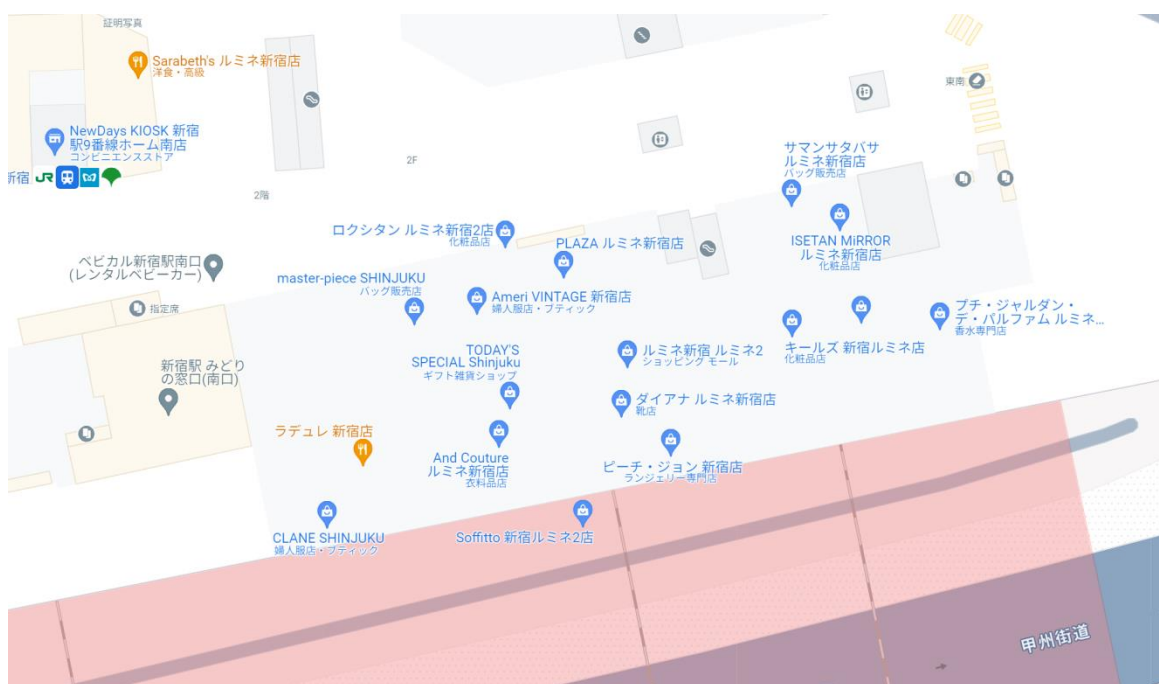 証明写真
Sarabeth's ルミネ新宿店
洋食・高級
東南
NewDays KIOSK 新宿
駅9番線ホーム南店
コンビニエンスストア
新宿 JR
2F
2階
サマンサタバサ
ルミネ新宿店
バッグ販売店
ロクシタン ルミネ新宿2店
化粧品店
PLAZA ルミネ新宿店
ISETAN MiRROR
ルミネ新宿店
化粧品店
ベビカル新宿駅南口
(レンタルベビーカー)
master-piece SHINJUKU
バッグ販売店
Ameri VINTAGE 新宿店
婦人服店・ブティック
指定席
プチ・ジャルダン・
デ・パルファム ルミネ...
香水専門店
キールズ 新宿ルミネ店
化粧品店
TODAY'S
SPECIAL Shinjuku
ギフト雑貨ショップ
ルミネ新宿 ルミネ2
ショッピング モール
新宿駅 みどり
の窓口(南口)
ダイアナ ルミネ新宿店
靴店
ラデュレ 新宿店
And Couture
ルミネ新宿店
衣料品店
ピーチ・ジョン 新宿店
ランジェリー専門店
CLANE SHINJUKU
婦人服店・ブティック
Soffitto 新宿ルミネ2店
甲州街道